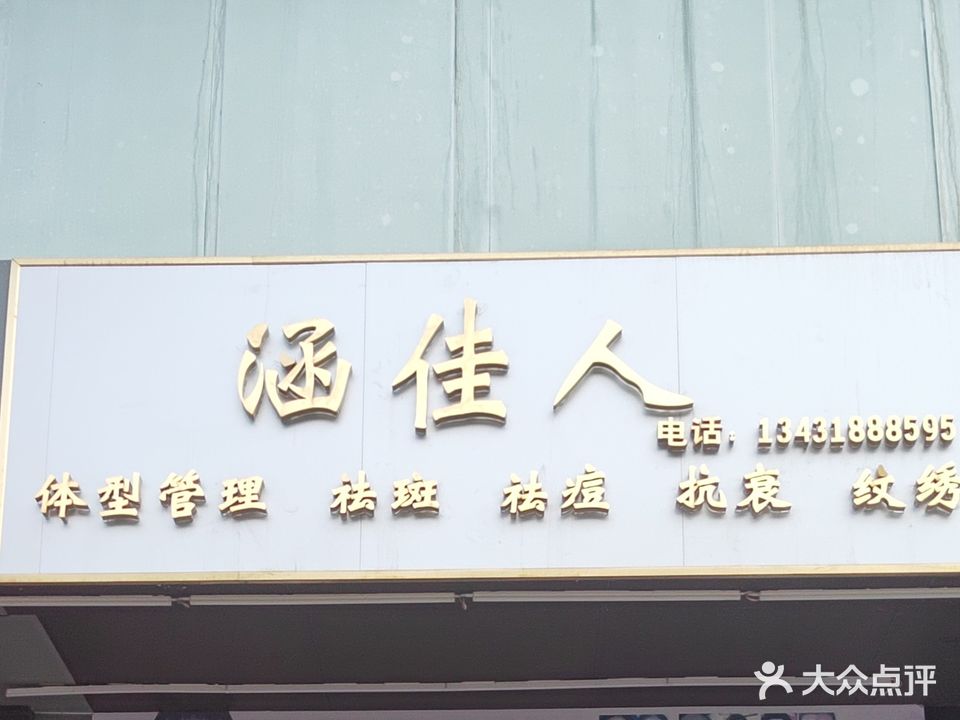 涵佳人
电话：13431888595
体型管理 祛斑 祛痘 抗衰 纹绣
大众点评